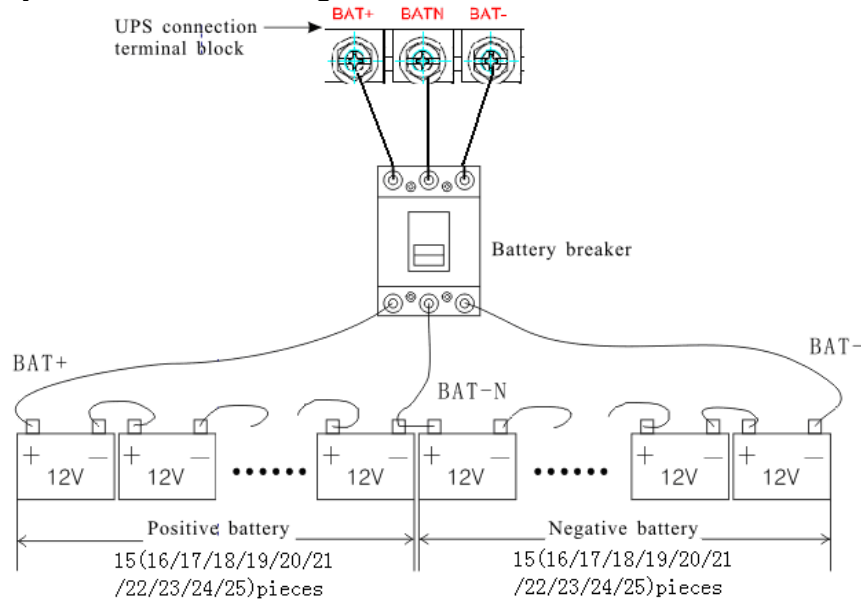 BAT+ BATN BAT-
UPS connection
terminal block
Battery breaker
BAT+
BAT-
BAT-N
+ — + — + — + — + — + —
12V 12V 12V 12V 12V 12V
Positive battery
Negative battery
15(16/17/18/19/20/21
/22/23/24/25)pieces
15(16/17/18/19/20/21
/22/23/24/25)pieces